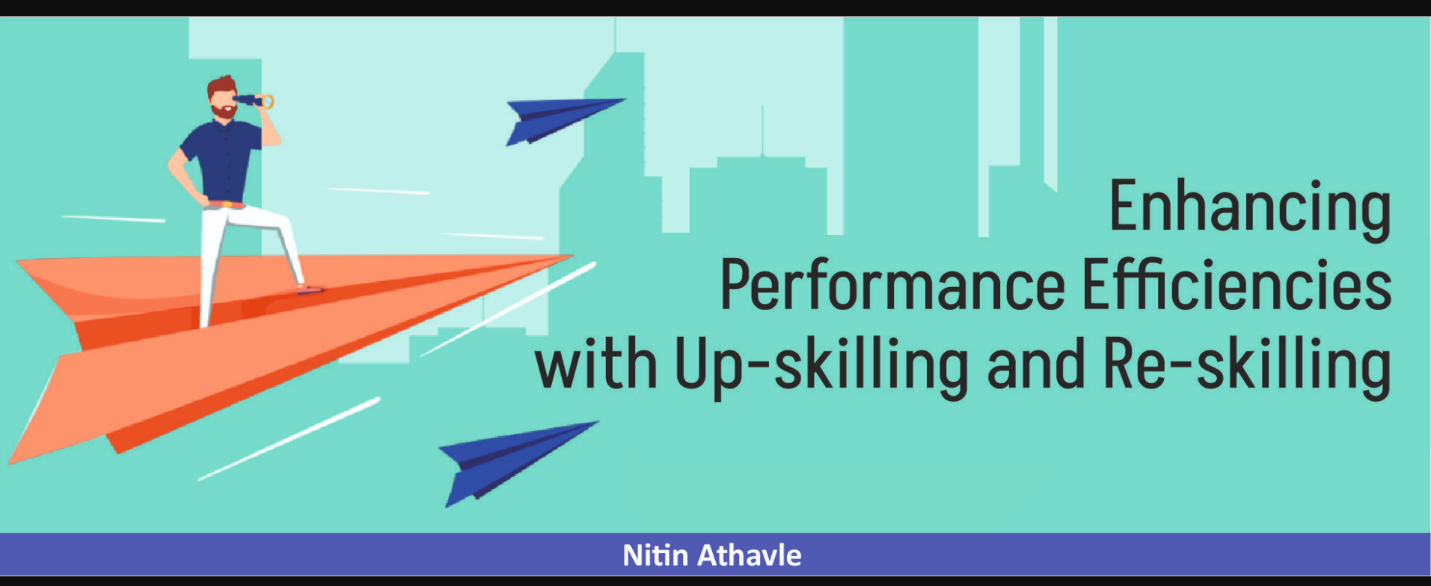 Enhancing
Performance Efficiencies
with Up-skilling and Re-skilling
Nitin Athavle